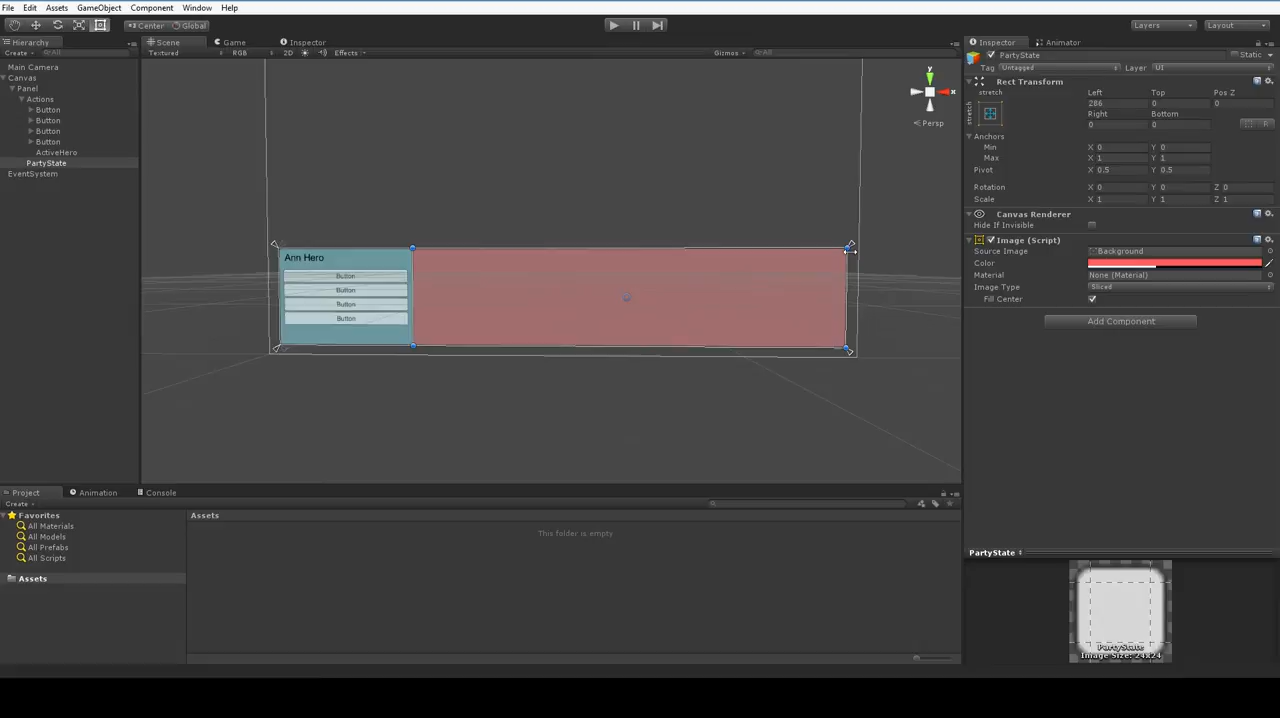 File Edit Assets GameObject Component Window Help
Center Global Layers Layout
Hierarchy
Create All
Main Camera
Canvas
Panel
Actions
Button
Button
Button
Button
ActiveHero
PartyState
EventSystem
Scene Game Inspector
Textured RGB 2D Effects Gizmos All
y
x
Persp
Ann Hero
Button
Button
Button
Button
Inspector Animator
PartyState Static
Tag Untagged Layer UI
Rect Transform
stretch Left Top Pos Z
stretch 286 0 0
Right Bottom
0 0 R
Anchors
Min X 0 Y 0
Max X 1 Y 1
Pivot X 0.5 Y 0.5
Rotation X 0 Y 0 Z 0
Scale X 1 Y 1 Z 1
Canvas Renderer
Hide If Invisible
Image (Script)
Source Image Background
Color
Material None (Material)
Image Type Sliced
Fill Center
Add Component
Project Animation Console
Create
Favorites
All Materials
All Models
All Prefabs
All Scripts
Assets
Assets
This folder is empty
PartyState
PartyState
Image Size: 24x24